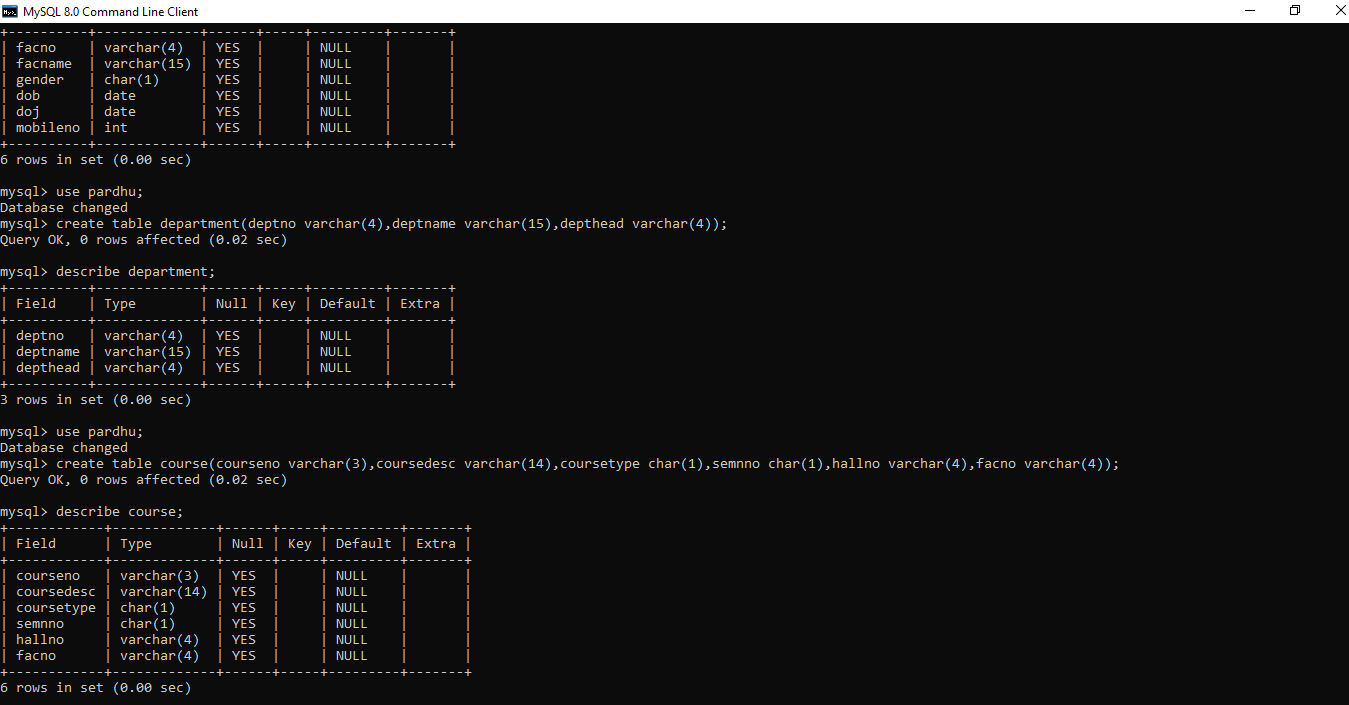 MySQL 8.0 Command Line Client
+----------+-------------+------+-----+---------+-------+
| facno    | varchar(4)  | YES  |     | NULL    |       |
| facname  | varchar(15) | YES  |     | NULL    |       |
| gender   | char(1)     | YES  |     | NULL    |       |
| dob      | date        | YES  |     | NULL    |       |
| doj      | date        | YES  |     | NULL    |       |
| mobileno | int         | YES  |     | NULL    |       |
+----------+-------------+------+-----+---------+-------+
6 rows in set (0.00 sec)

mysql> use pardhu;
Database changed
mysql> create table department(deptno varchar(4),deptname varchar(15),depthead varchar(4));
Query OK, 0 rows affected (0.02 sec)

mysql> describe department;
+----------+-------------+------+-----+---------+-------+
| Field    | Type        | Null | Key | Default | Extra |
+----------+-------------+------+-----+---------+-------+
| deptno   | varchar(4)  | YES  |     | NULL    |       |
| deptname | varchar(15) | YES  |     | NULL    |       |
| depthead | varchar(4)  | YES  |     | NULL    |       |
+----------+-------------+------+-----+---------+-------+
3 rows in set (0.00 sec)

mysql> use pardhu;
Database changed
mysql> create table course(courseno varchar(3),coursedesc varchar(14),coursetype char(1),semnno char(1),hallno varchar(4),facno varchar(4));
Query OK, 0 rows affected (0.02 sec)

mysql> describe course;
+------------+-------------+------+-----+---------+-------+
| Field      | Type        | Null | Key | Default | Extra |
+------------+-------------+------+-----+---------+-------+
| courseno   | varchar(3)  | YES  |     | NULL    |       |
| coursedesc | varchar(14) | YES  |     | NULL    |       |
| coursetype | char(1)     | YES  |     | NULL    |       |
| semnno     | char(1)     | YES  |     | NULL    |       |
| hallno     | varchar(4)  | YES  |     | NULL    |       |
| facno      | varchar(4)  | YES  |     | NULL    |       |
+------------+-------------+------+-----+---------+-------+
6 rows in set (0.00 sec)